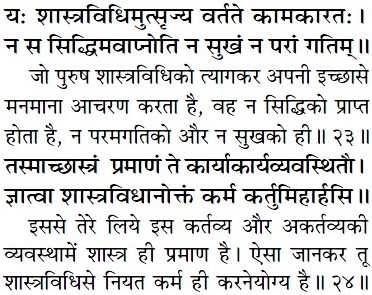 यः शास्त्रविधिमुत्सृज्य वर्तते कामकारतः।
न स सिद्धिमवाप्नोति न सुखं न परां गतिम्॥
जो पुरुष शास्त्रविधिको त्यागकर अपनी इच्छासे
मनमाना आचरण करता है, वह न सिद्धिको प्राप्त
होता है, न परमगतिको और न सुखको ही॥ २३॥
तस्माच्छास्त्रं प्रमाणं ते कार्याकार्यव्यवस्थितौ।
ज्ञात्वा शास्त्रविधानोक्तं कर्म कर्तुमिहार्हसि॥
इससे तेरे लिये इस कर्तव्य और अकर्तव्यकी
व्यवस्थामें शास्त्र ही प्रमाण है। ऐसा जानकर तू
शास्त्रविधिसे नियत कर्म ही करनेयोग्य है॥ २४॥